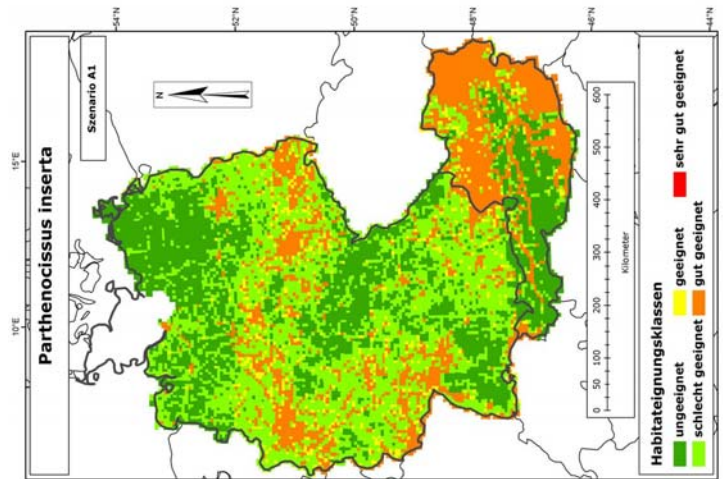 Parthenocissus inserta
Szenario A1
N
10°E
15°E
54°N
52°N
50°N
48°N
46°N
44°N
0 50 100 150 200 300 400 500 600
Kilometer
Habitateignungsklassen
ungeeignet
geeignet
sehr gut geeignet
schlecht geeignet
gut geeignet